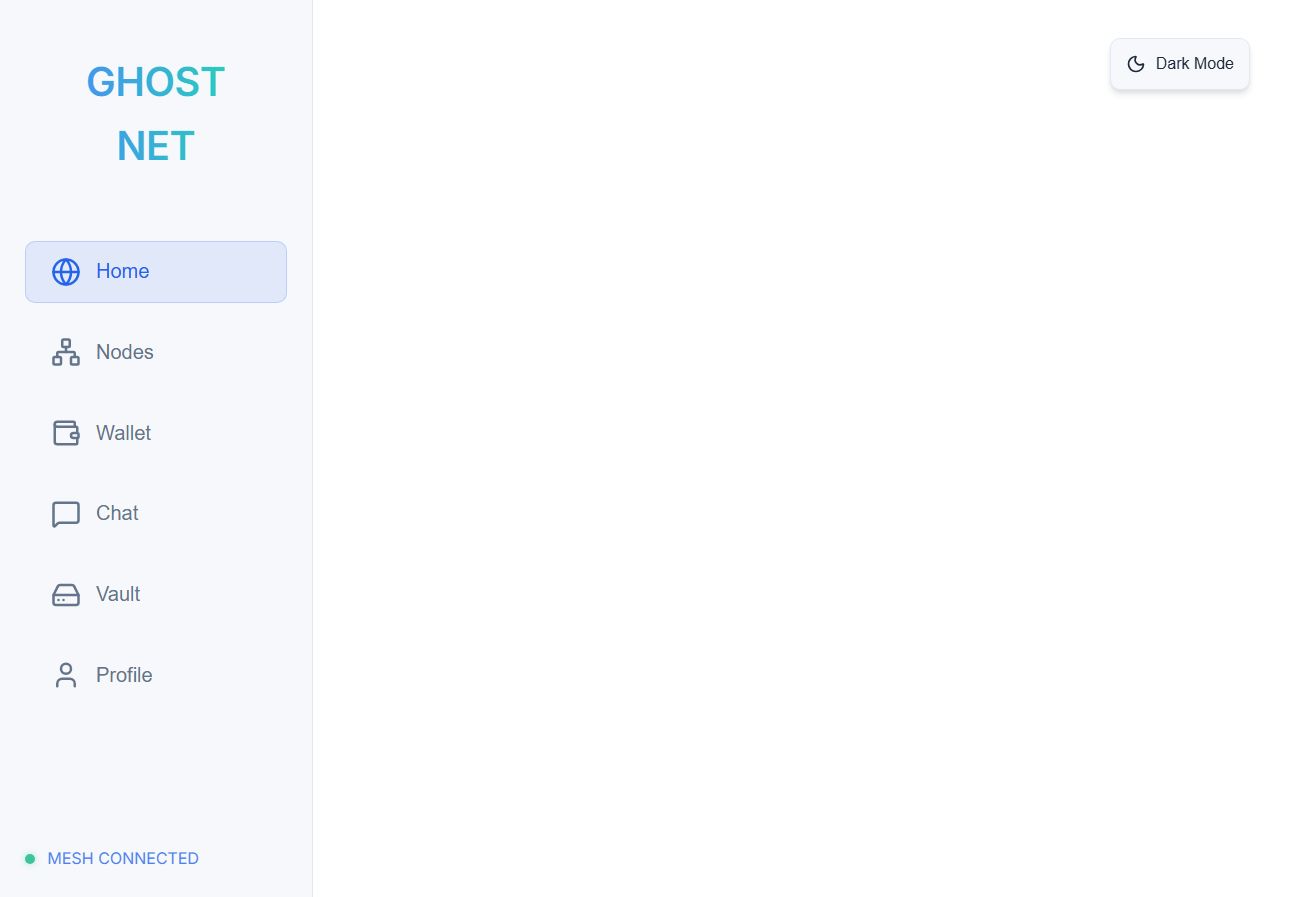 GHOST
NET
Dark Mode
Home
Nodes
Wallet
Chat
Vault
Profile
MESH CONNECTED